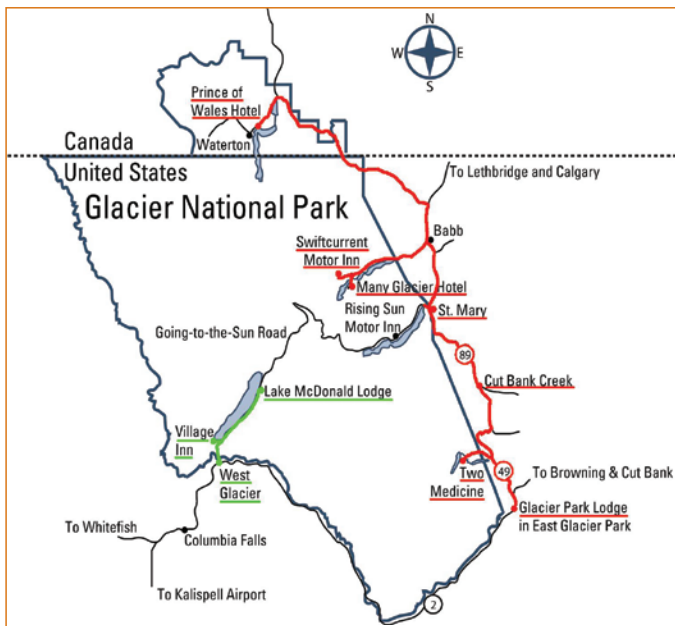 N
W
E
S
Prince of
Wales Hotel
Waterton
Canada
United States
To Lethbridge and Calgary
Glacier National Park
Babb
Swiftcurrent
Motor Inn
Many Glacier Hotel
Rising Sun
Motor Inn
St. Mary
Going-to-the-Sun Road
89
Cut Bank Creek
Lake McDonald Lodge
Village
Inn
West
Glacier
Two
Medicine
49
To Browning & Cut Bank
Glacier Park Lodge
in East Glacier Park
To Whitefish
Columbia Falls
To Kalispell Airport
2